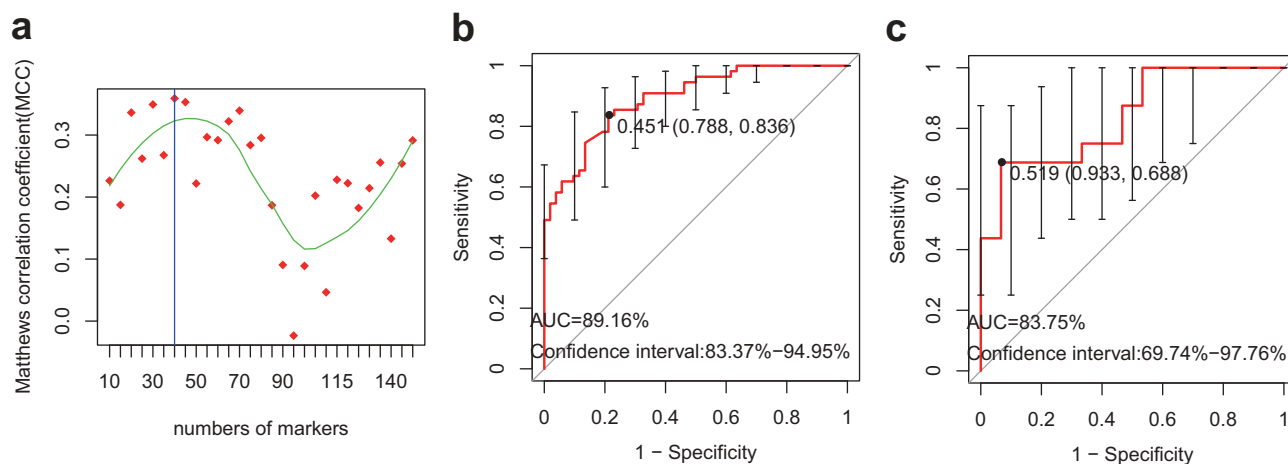 a
Matthews correlation coefficient(MCC)
0.3
0.2
0.1
0.0
10 30 50 70 90 115 140
numbers of markers
b
Sensitivity
1
0.8
0.6
0.4
0.2
0
0.451 (0.788, 0.836)
AUC=89.16%
Confidence interval:83.37%−94.95%
0 0.2 0.4 0.6 0.8 1
1 − Specificity
c
Sensitivity
1
0.8
0.6
0.4
0.2
0
0.519 (0.933, 0.688)
AUC=83.75%
Confidence interval:69.74%−97.76%
0 0.2 0.4 0.6 0.8 1
1 − Specificity